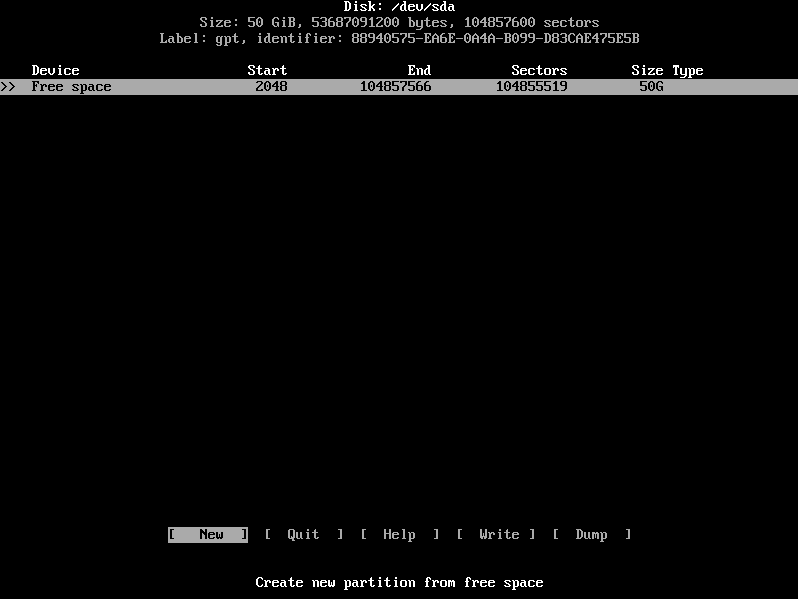 Disk: /dev/sda
Size: 50 GiB, 53687091200 bytes, 104857600 sectors
Label: gpt, identifier: 88940575-EA6E-0A4A-B099-D83CAE475E5B
Device Start End Sectors Size Type
>> Free space 2048 104857566 104855519 50G
[ New ] [ Quit ] [ Help ] [ Write ] [ Dump ]
Create new partition from free space